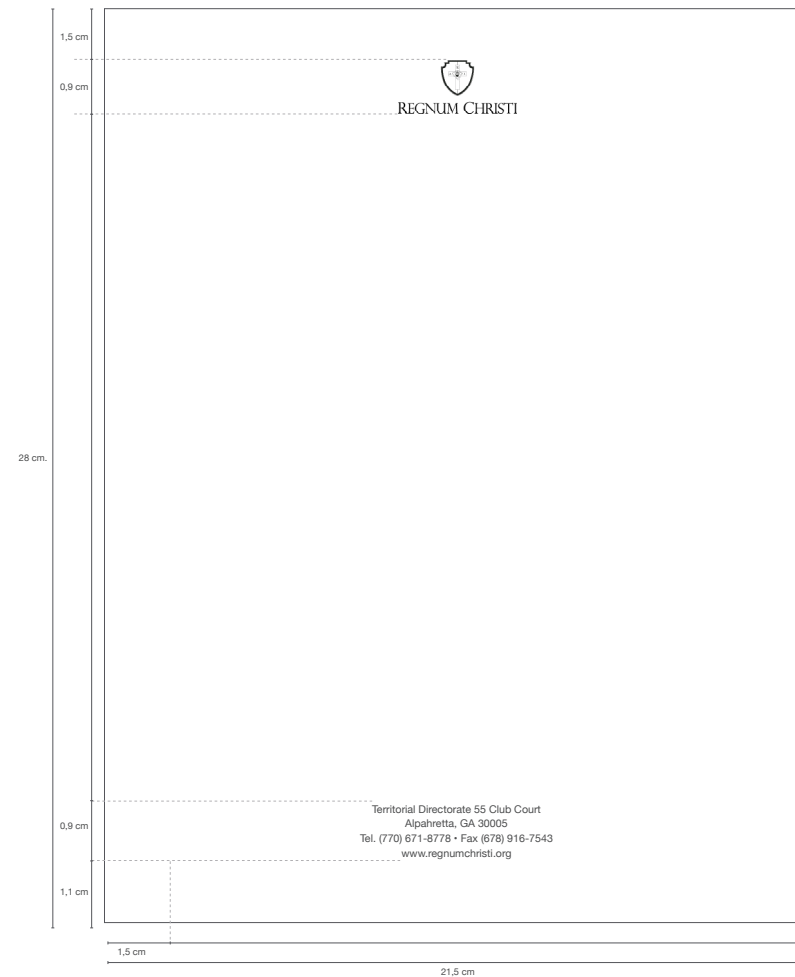 1,5 cm
0,9 cm
REGNUM CHRISTI
28 cm.
Territorial Directorate 55 Club Court
Alpahretta, GA 30005
0,9 cm
Tel. (770) 671-8778 • Fax (678) 916-7543
www.regnumchristi.org
1,1 cm
1,5 cm
21,5 cm